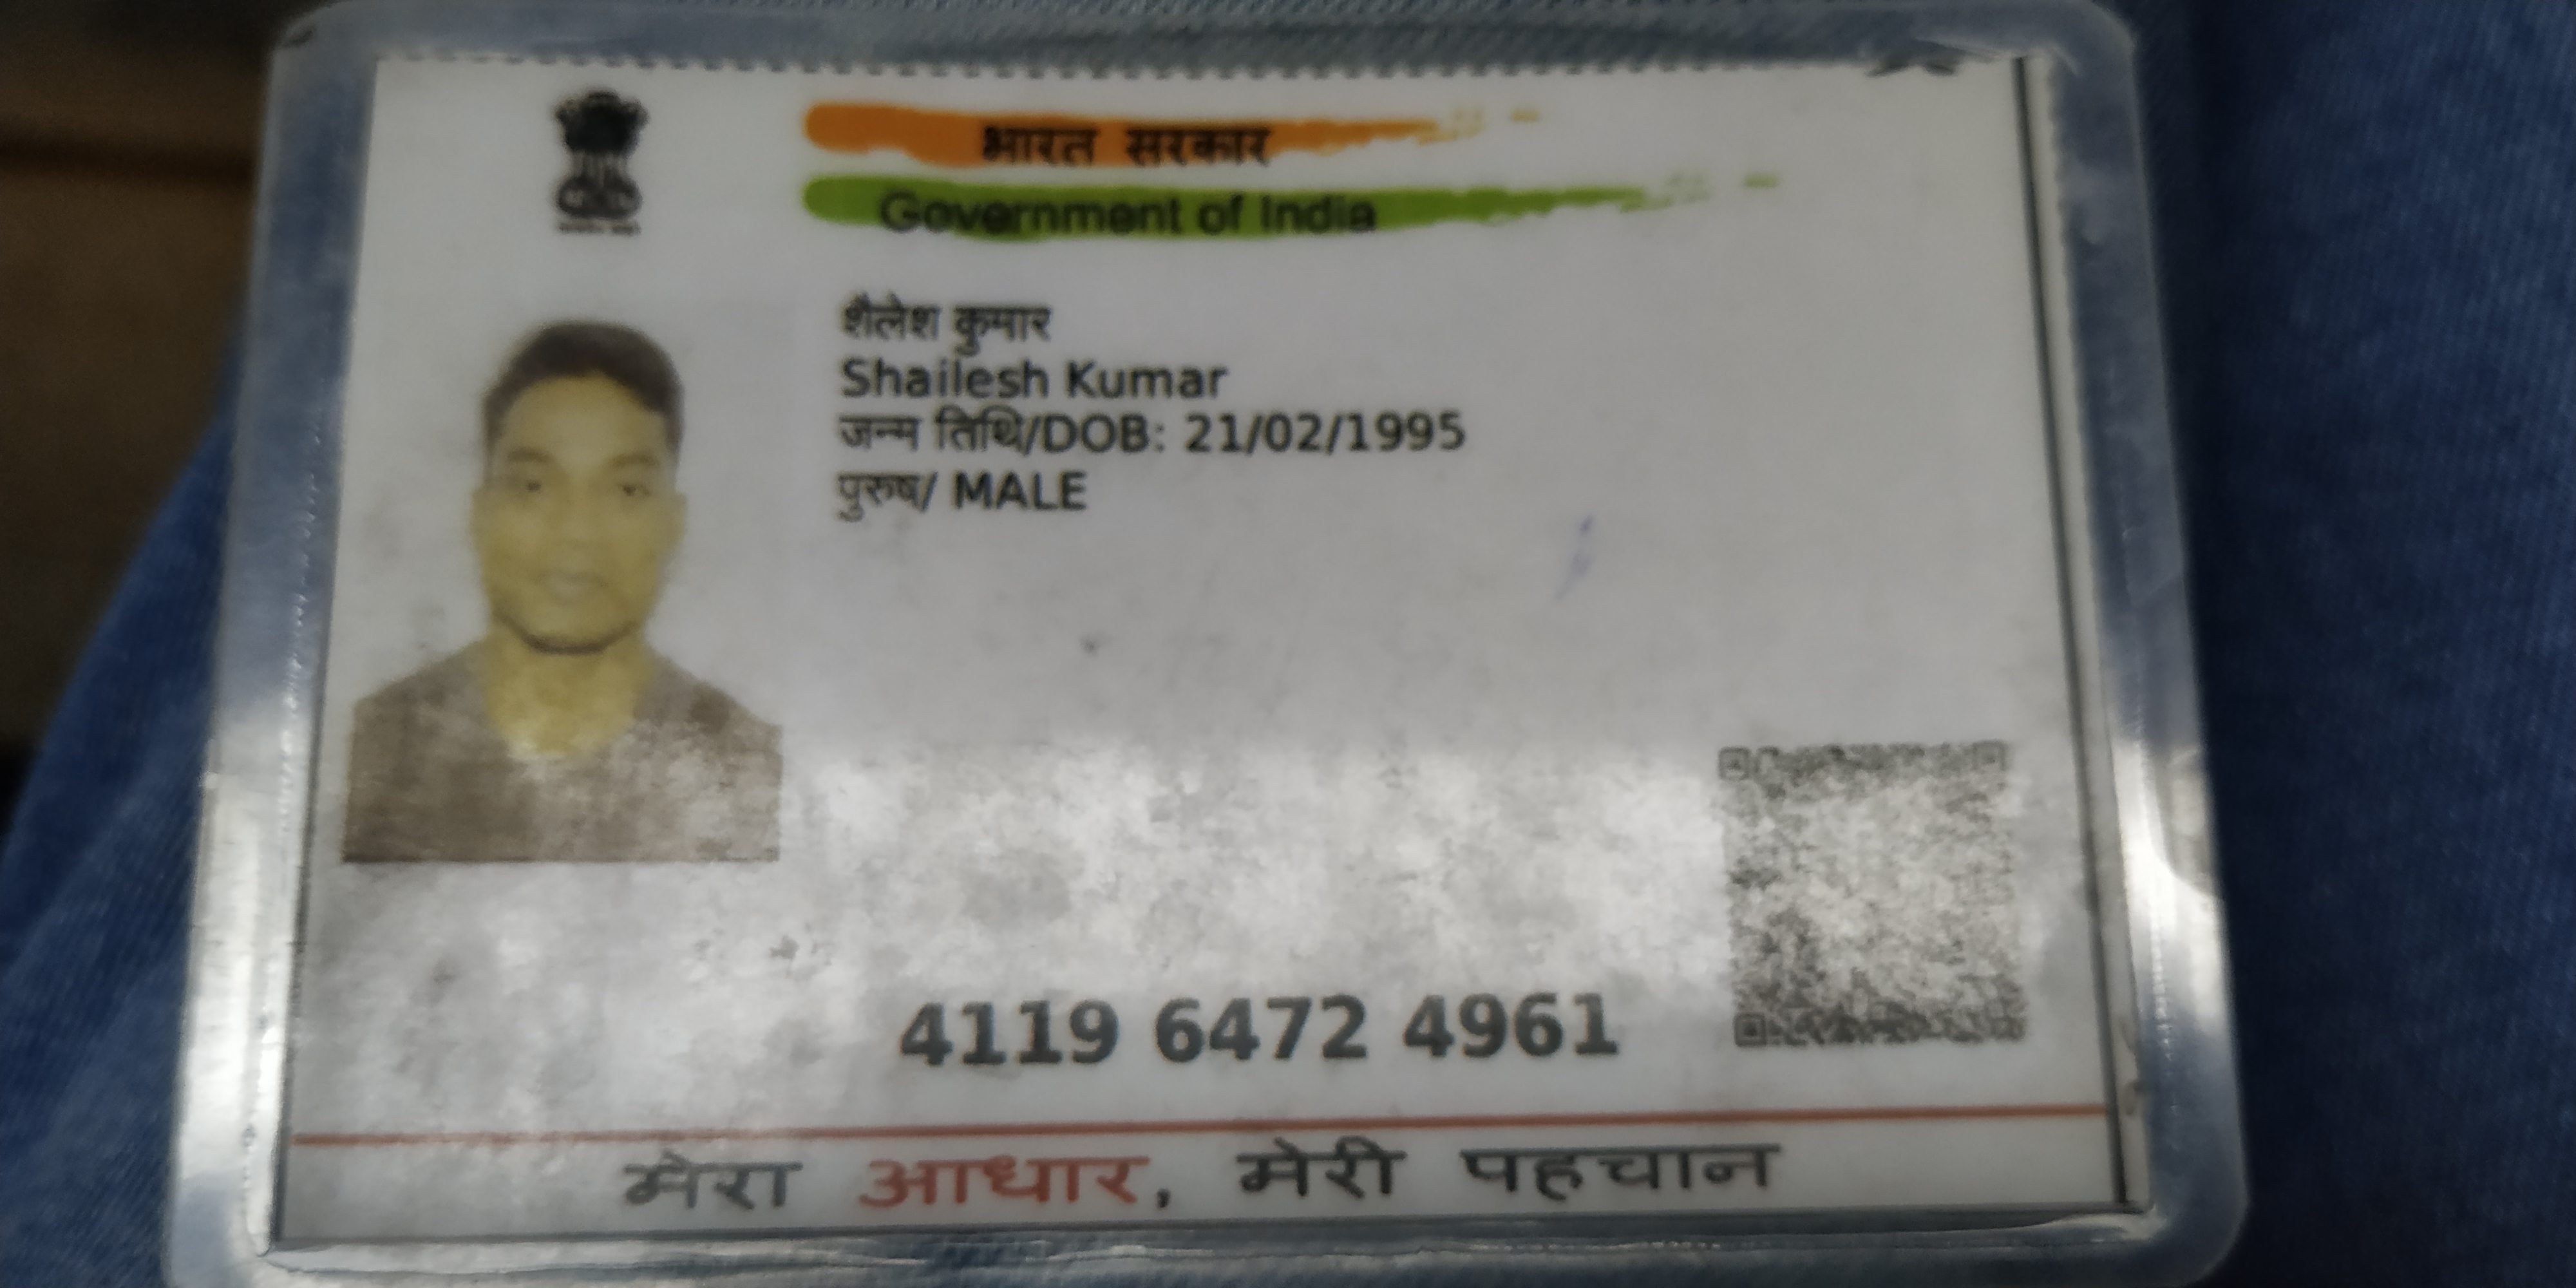 भारत सरकार
Government of India
शैलेश कुमार
Shailesh Kumar
जन्म तिथि/DOB: 21/02/1995
पुरुष/ MALE
4119 6472 4961
मेरा आधार, मेरी पहचान